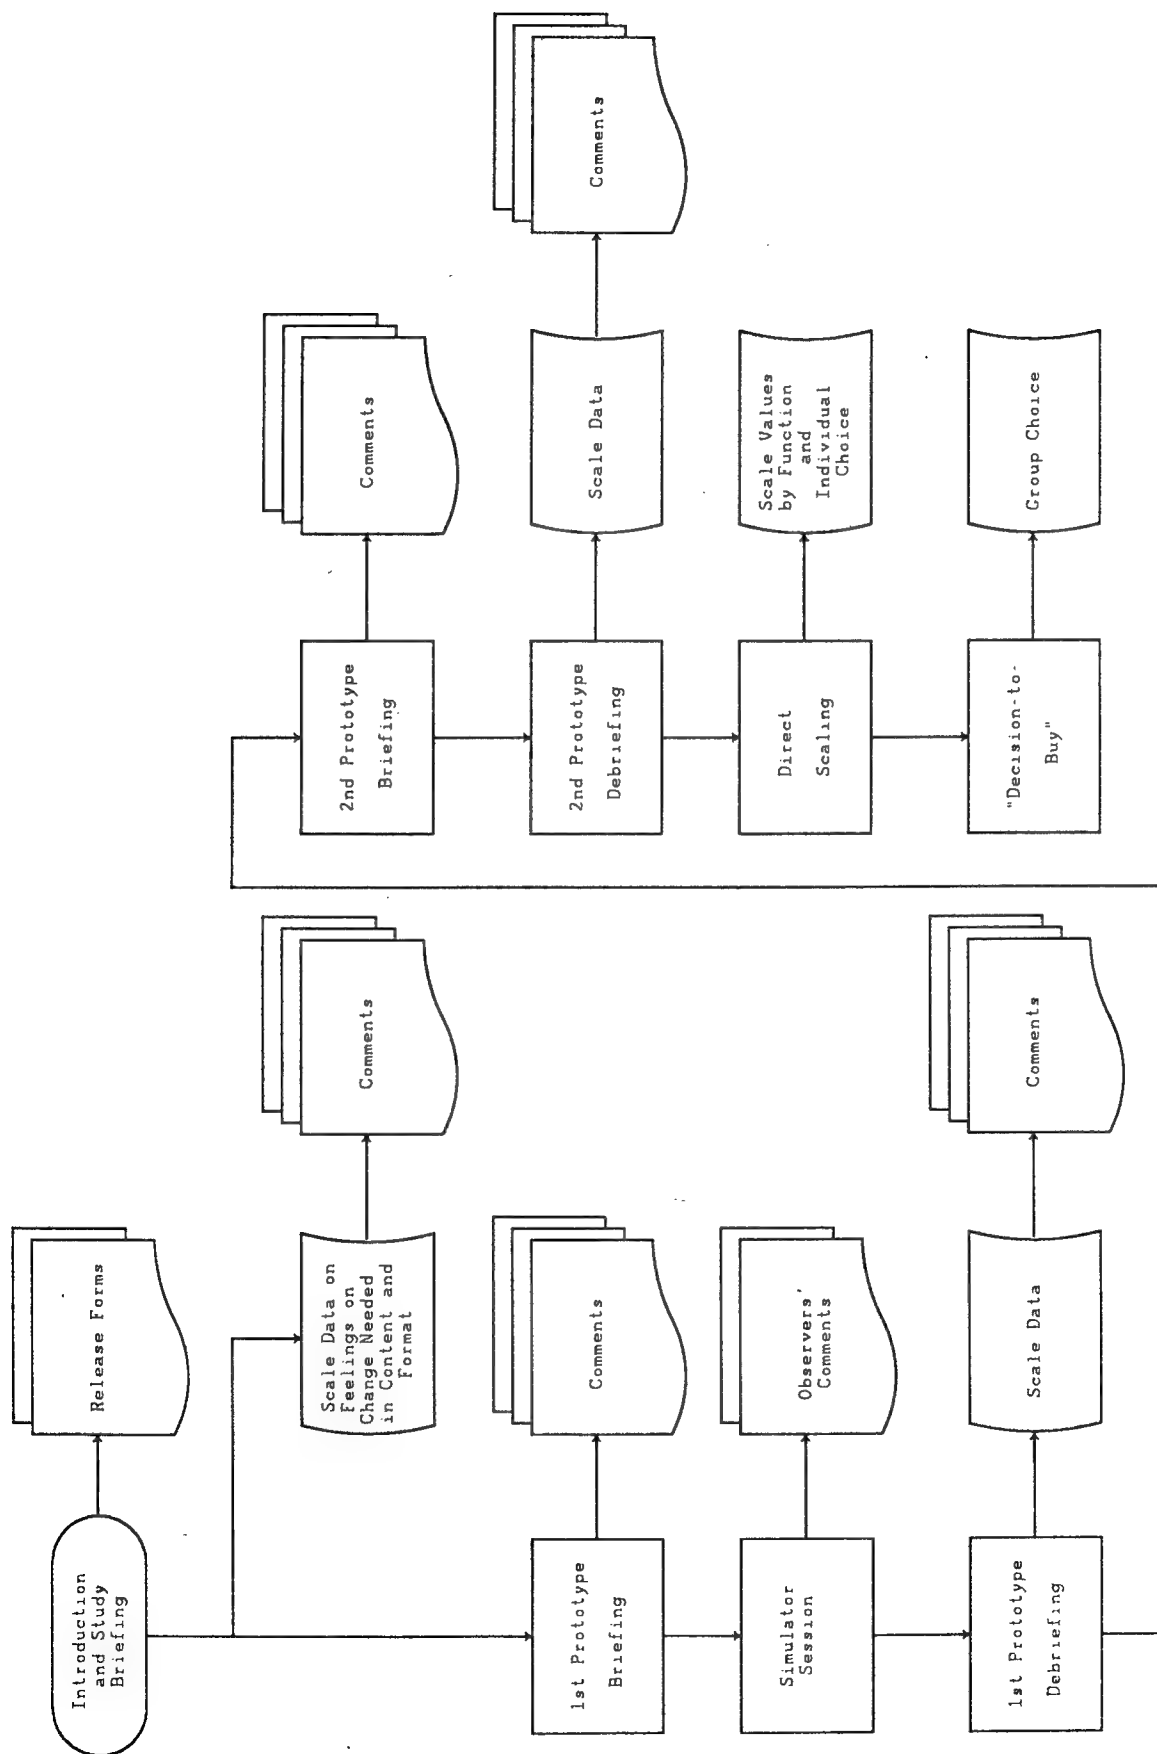 Introduction
and Study
Briefing
Release Forms
Scale Data on
Feelings on
Change Needed
in Content and
Format
Comments
1st Prototype
Briefing
Comments
Simulator
Session
Observers'
Comments
1st Prototype
Debriefing
Scale Data
Comments
2nd Prototype
Briefing
Comments
2nd Prototype
Debriefing
Scale Data
Comments
Direct
Scaling
Scale Values
by Function
and
Individual
Choice
"Decision-to-
Buy"
Group Choice